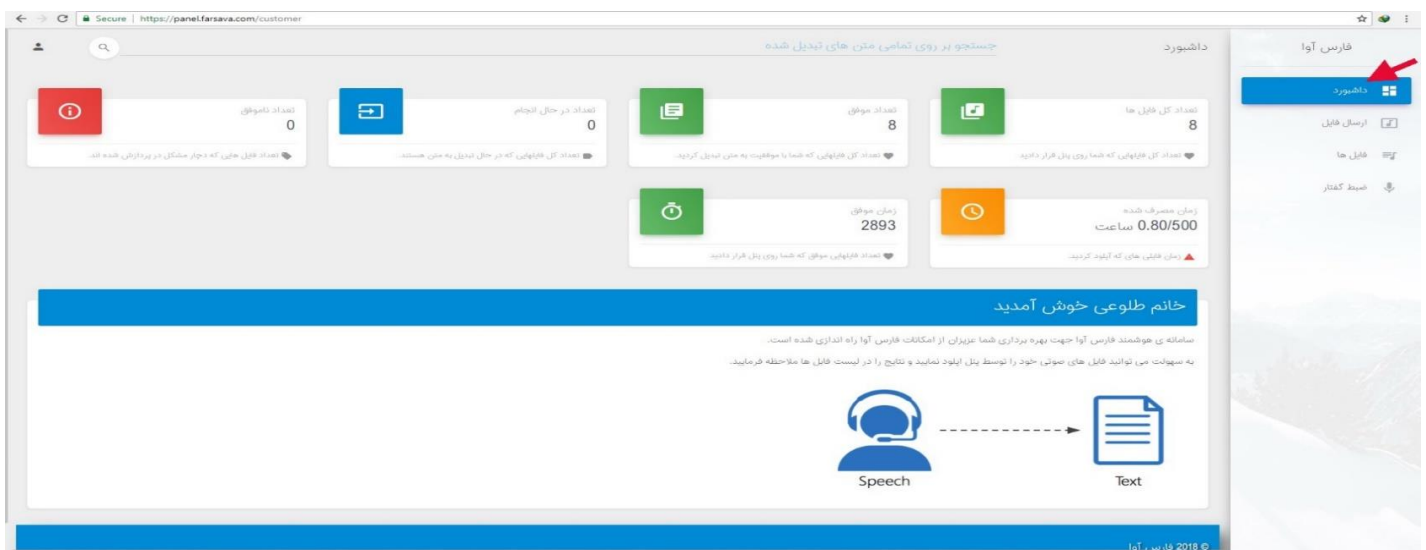 Secure | https://panel.farsava.com/customer
فارس آوا
داشبورد
ارسال فایل
فایل ها
ضبط گفتار
داشبورد
جستجو بر روی تمامی متن های تبدیل شده
تعداد کل فایل ها
8
تعداد کل فایلهایی که شما روی پنل قرار دادید.
تعداد موفق
8
تعداد کل فایلهایی که شما با موفقیت به متن تبدیل کردید.
تعداد در حال انجام
0
تعداد کل فایلهایی که در حال تبدیل به متن هستند.
تعداد ناموفق
0
تعداد فایل هایی که دچار مشکل در پردازش شده اند.
زمان مصرف شده
0.80/500 ساعت
زمان فایلی های که آپلود کردید.
زمان موفق
2893
تعداد فایلهایی موفق که شما روی پنل قرار دادید.
خانم طلوعی خوش آمدید
سامانه ی هوشمند فارس آوا جهت بهره برداری شما عزیزان از امکانات فارس آوا راه اندازی شده است.
به سهولت می توانید فایل های صوتی خود را توسط پنل اپلود نمایید و نتایج را در لیست فایل ها ملاحظه فرمایید.
Speech
Text
© 2018 فارس آوا